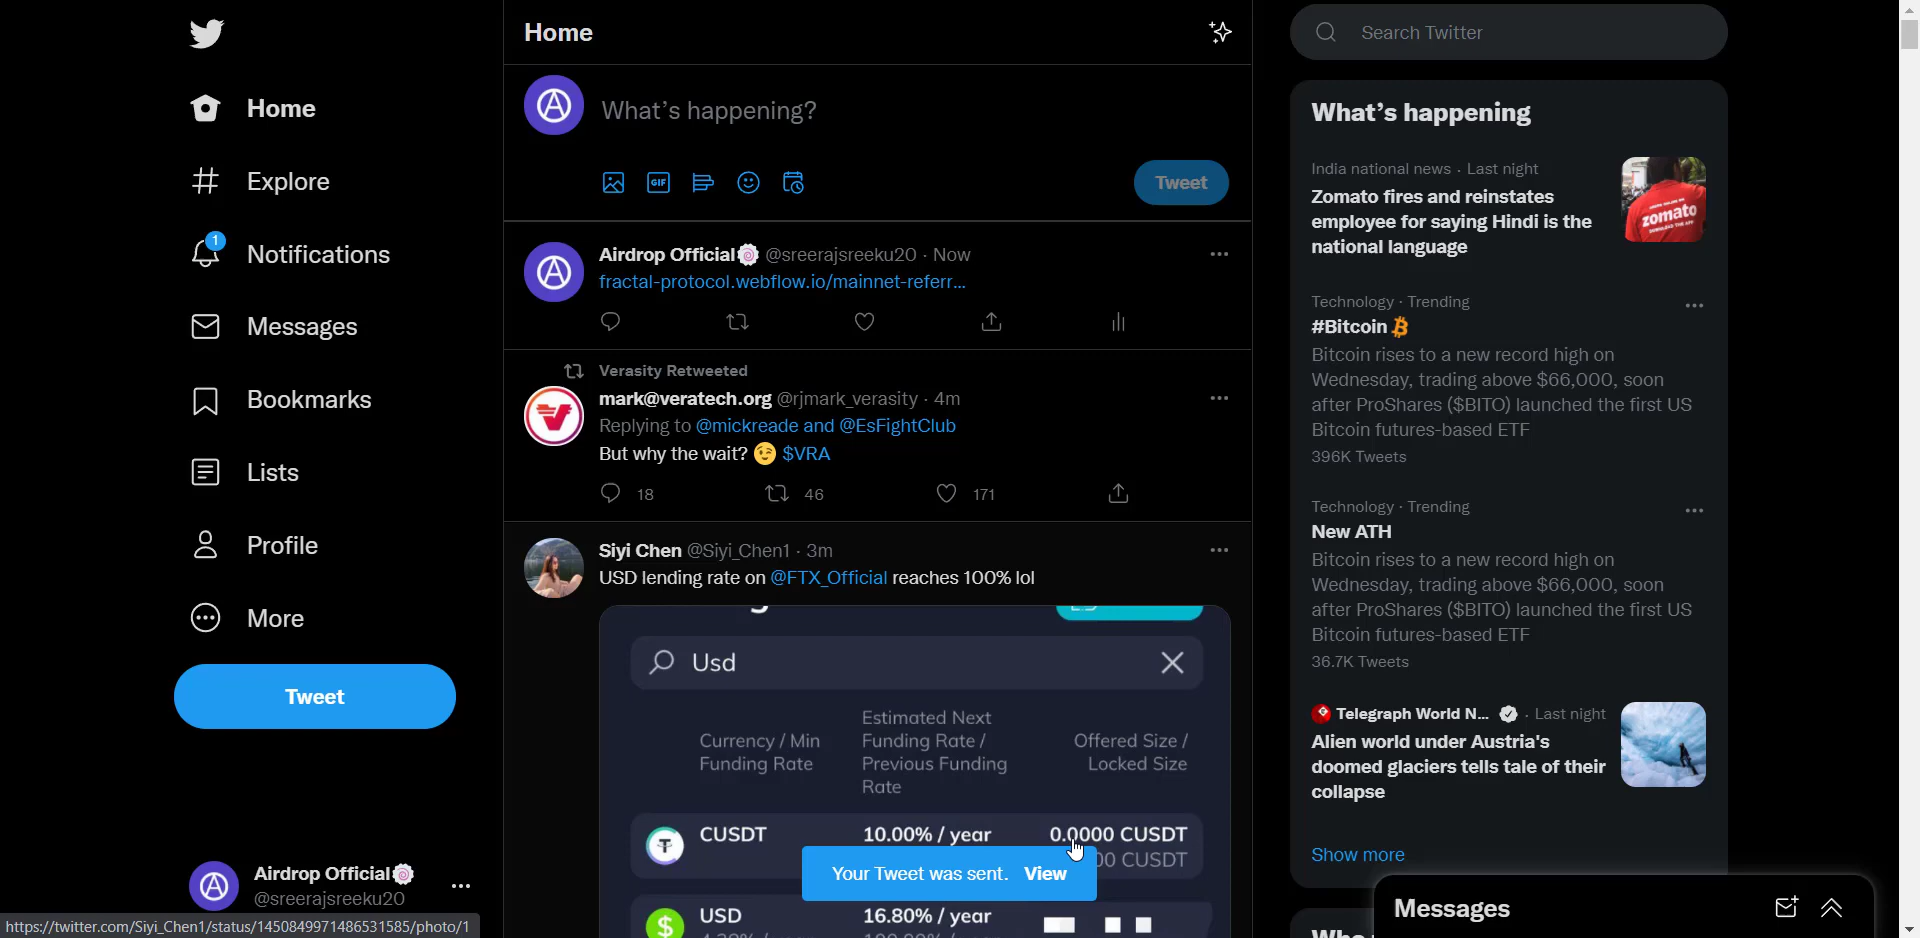 Home
Explore
1
Notifications
Messages
Bookmarks
Lists
Profile
More
Tweet
Airdrop Official
@sreerajsreeku20
https://twitter.com/Siyi_Chen1/status/1450849971486531585/photo/1
Home
What's happening?
GIF
Tweet
Airdrop Official @sreerajsreeku20 · Now
fractal-protocol.webflow.io/mainnet-referr...
Verasity Retweeted
mark@veratech.org @rjmark_verasity · 4m
Replying to @mickreade and @EsFightClub
But why the wait? 😉 $VRA
18 46 171
Siyi Chen @Siyi_Chen1 · 3m
USD lending rate on @FTX_Official reaches 100% lol
Usd
Currency / Min
Funding Rate
Estimated Next
Funding Rate /
Previous Funding
Rate
Offered Size /
Locked Size
CUSDT 10.00% / year 0.0000 CUSDT
00 CUSDT
Your Tweet was sent. View
USD 16.80% / year
Search Twitter
What's happening
India national news · Last night
Zomato fires and reinstates
employee for saying Hindi is the
national language
zomato
Technology · Trending
#Bitcoin
Bitcoin rises to a new record high on
Wednesday, trading above $66,000, soon
after ProShares ($BITO) launched the first US
Bitcoin futures-based ETF
396K Tweets
Technology · Trending
New ATH
Bitcoin rises to a new record high on
Wednesday, trading above $66,000, soon
after ProShares ($BITO) launched the first US
Bitcoin futures-based ETF
36.7K Tweets
Telegraph World N... · Last night
Alien world under Austria's
doomed glaciers tells tale of their
collapse
Show more
Messages